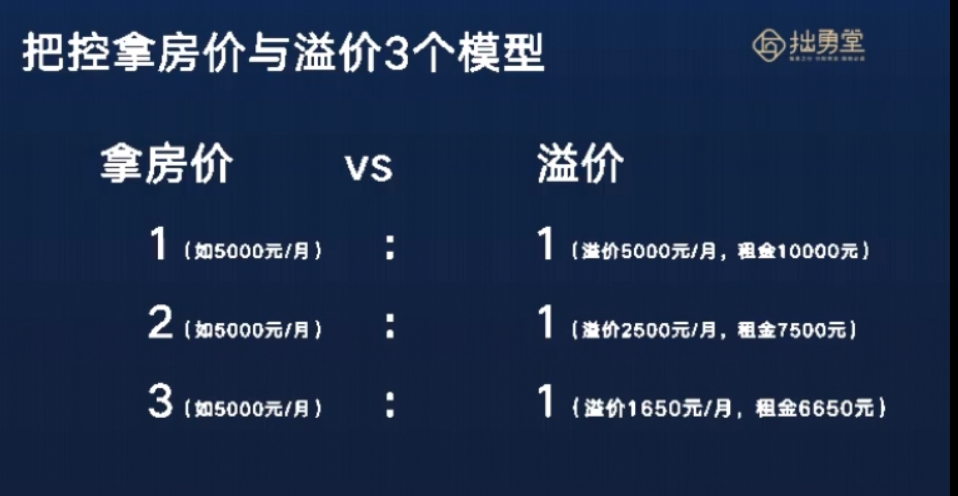 把控拿房价与溢价3个模型
拙勇堂
拿房价 vs 溢价
1（如5000元/月） : 1（溢价5000元/月，租金10000元）
2（如5000元/月） : 1（溢价2500元/月，租金7500元）
3（如5000元/月） : 1（溢价1650元/月，租金6650元）